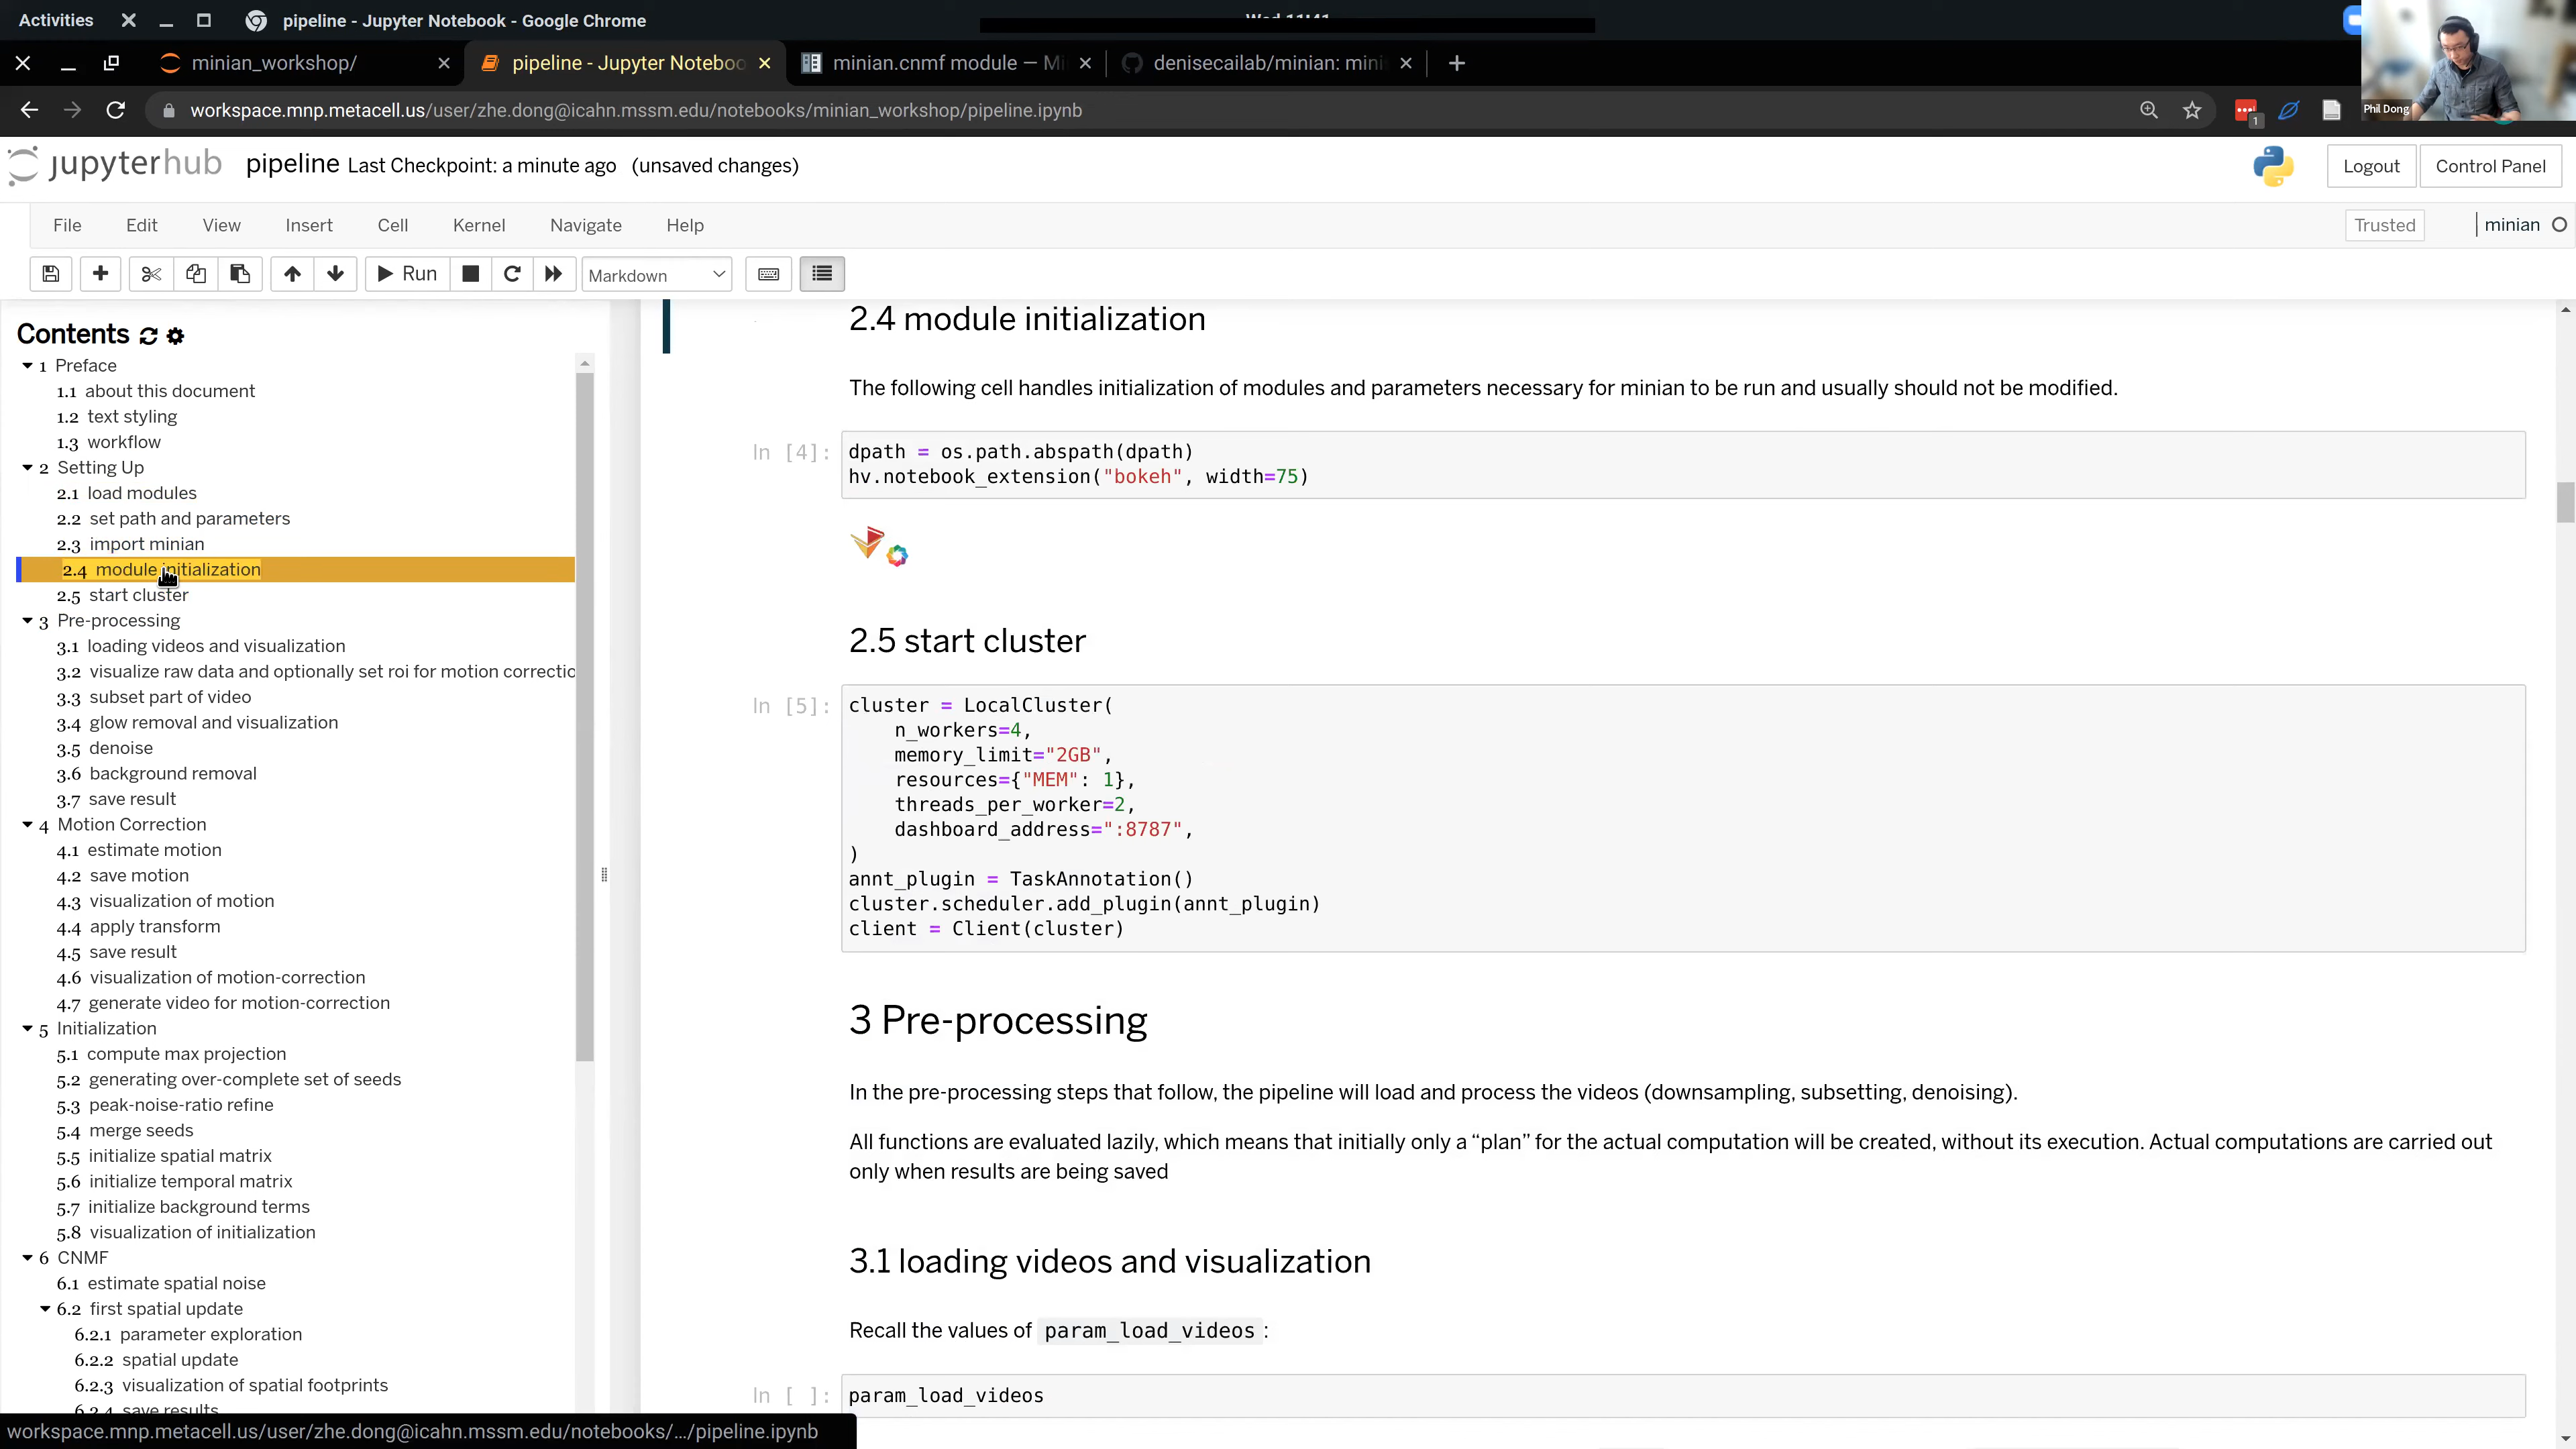 Activities
pipeline - Jupyter Notebook - Google Chrome
minian_workshop/
pipeline - Jupyter Noteboo
minian.cnmf module — Mi
denisecailab/minian: mini
workspace.mnp.metacell.us/user/zhe.dong@icahn.mssm.edu/notebooks/minian_workshop/pipeline.ipynb
1
Phil Dong
jupyterhub
pipeline Last Checkpoint: a minute ago (unsaved changes)
Logout
Control Panel
File Edit View Insert Cell Kernel Navigate Help
Trusted
minian
Run
Markdown
Contents
1 Preface
1.1 about this document
1.2 text styling
1.3 workflow
2 Setting Up
2.1 load modules
2.2 set path and parameters
2.3 import minian
2.4 module initialization
2.5 start cluster
3 Pre-processing
3.1 loading videos and visualization
3.2 visualize raw data and optionally set roi for motion correctio
3.3 subset part of video
3.4 glow removal and visualization
3.5 denoise
3.6 background removal
3.7 save result
4 Motion Correction
4.1 estimate motion
4.2 save motion
4.3 visualization of motion
4.4 apply transform
4.5 save result
4.6 visualization of motion-correction
4.7 generate video for motion-correction
5 Initialization
5.1 compute max projection
5.2 generating over-complete set of seeds
5.3 peak-noise-ratio refine
5.4 merge seeds
5.5 initialize spatial matrix
5.6 initialize temporal matrix
5.7 initialize background terms
5.8 visualization of initialization
6 CNMF
6.1 estimate spatial noise
6.2 first spatial update
6.2.1 parameter exploration
6.2.2 spatial update
6.2.3 visualization of spatial footprints
6.2.4 save results
workspace.mnp.metacell.us/user/zhe.dong@icahn.mssm.edu/notebooks/…/pipeline.ipynb
2.4 module initialization
The following cell handles initialization of modules and parameters necessary for minian to be run and usually should not be modified.
In [4]: dpath = os.path.abspath(dpath)
hv.notebook_extension("bokeh", width=75)
2.5 start cluster
In [5]: cluster = LocalCluster(
n_workers=4,
memory_limit="2GB",
resources={"MEM": 1},
threads_per_worker=2,
dashboard_address=":8787",
)
annt_plugin = TaskAnnotation()
cluster.scheduler.add_plugin(annt_plugin)
client = Client(cluster)
3 Pre-processing
In the pre-processing steps that follow, the pipeline will load and process the videos (downsampling, subsetting, denoising).
All functions are evaluated lazily, which means that initially only a “plan” for the actual computation will be created, without its execution. Actual computations are carried out
only when results are being saved
3.1 loading videos and visualization
Recall the values of param_load_videos :
In [ ]: param_load_videos